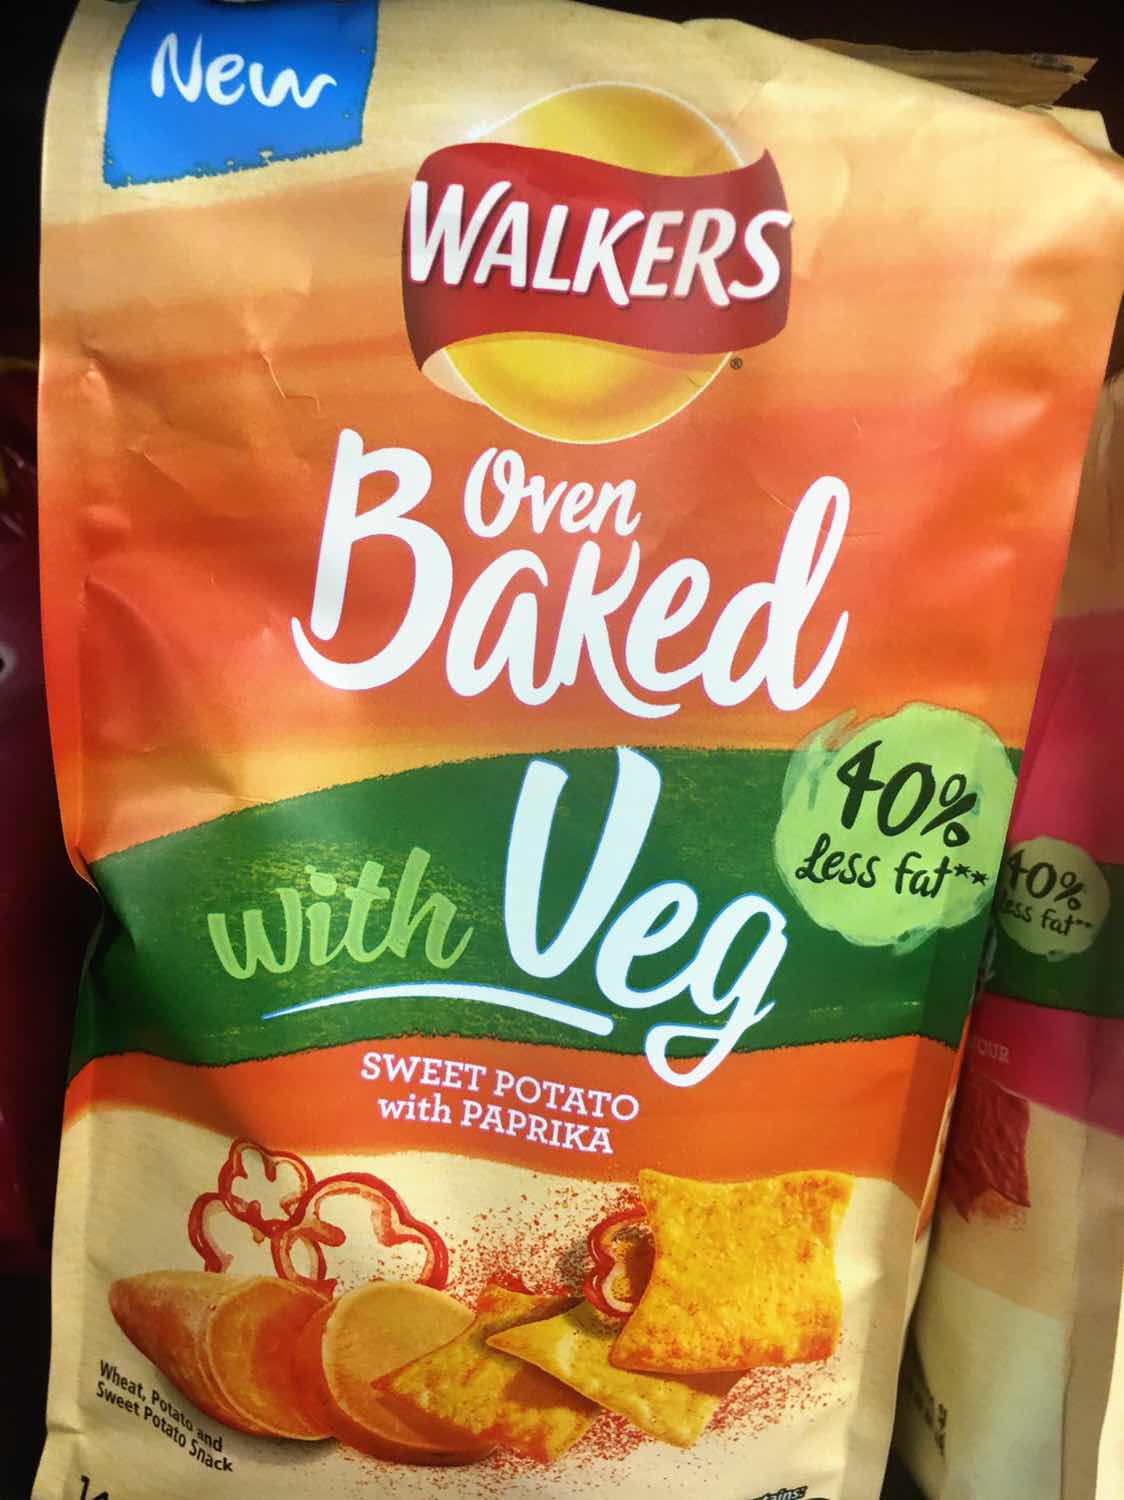 New
WALKERS
®
Oven
Baked
with Veg
40%
Less fat**
40%
Less fat**
SWEET POTATO
with PAPRIKA
Wheat, Potato and
Sweet Potato Snack